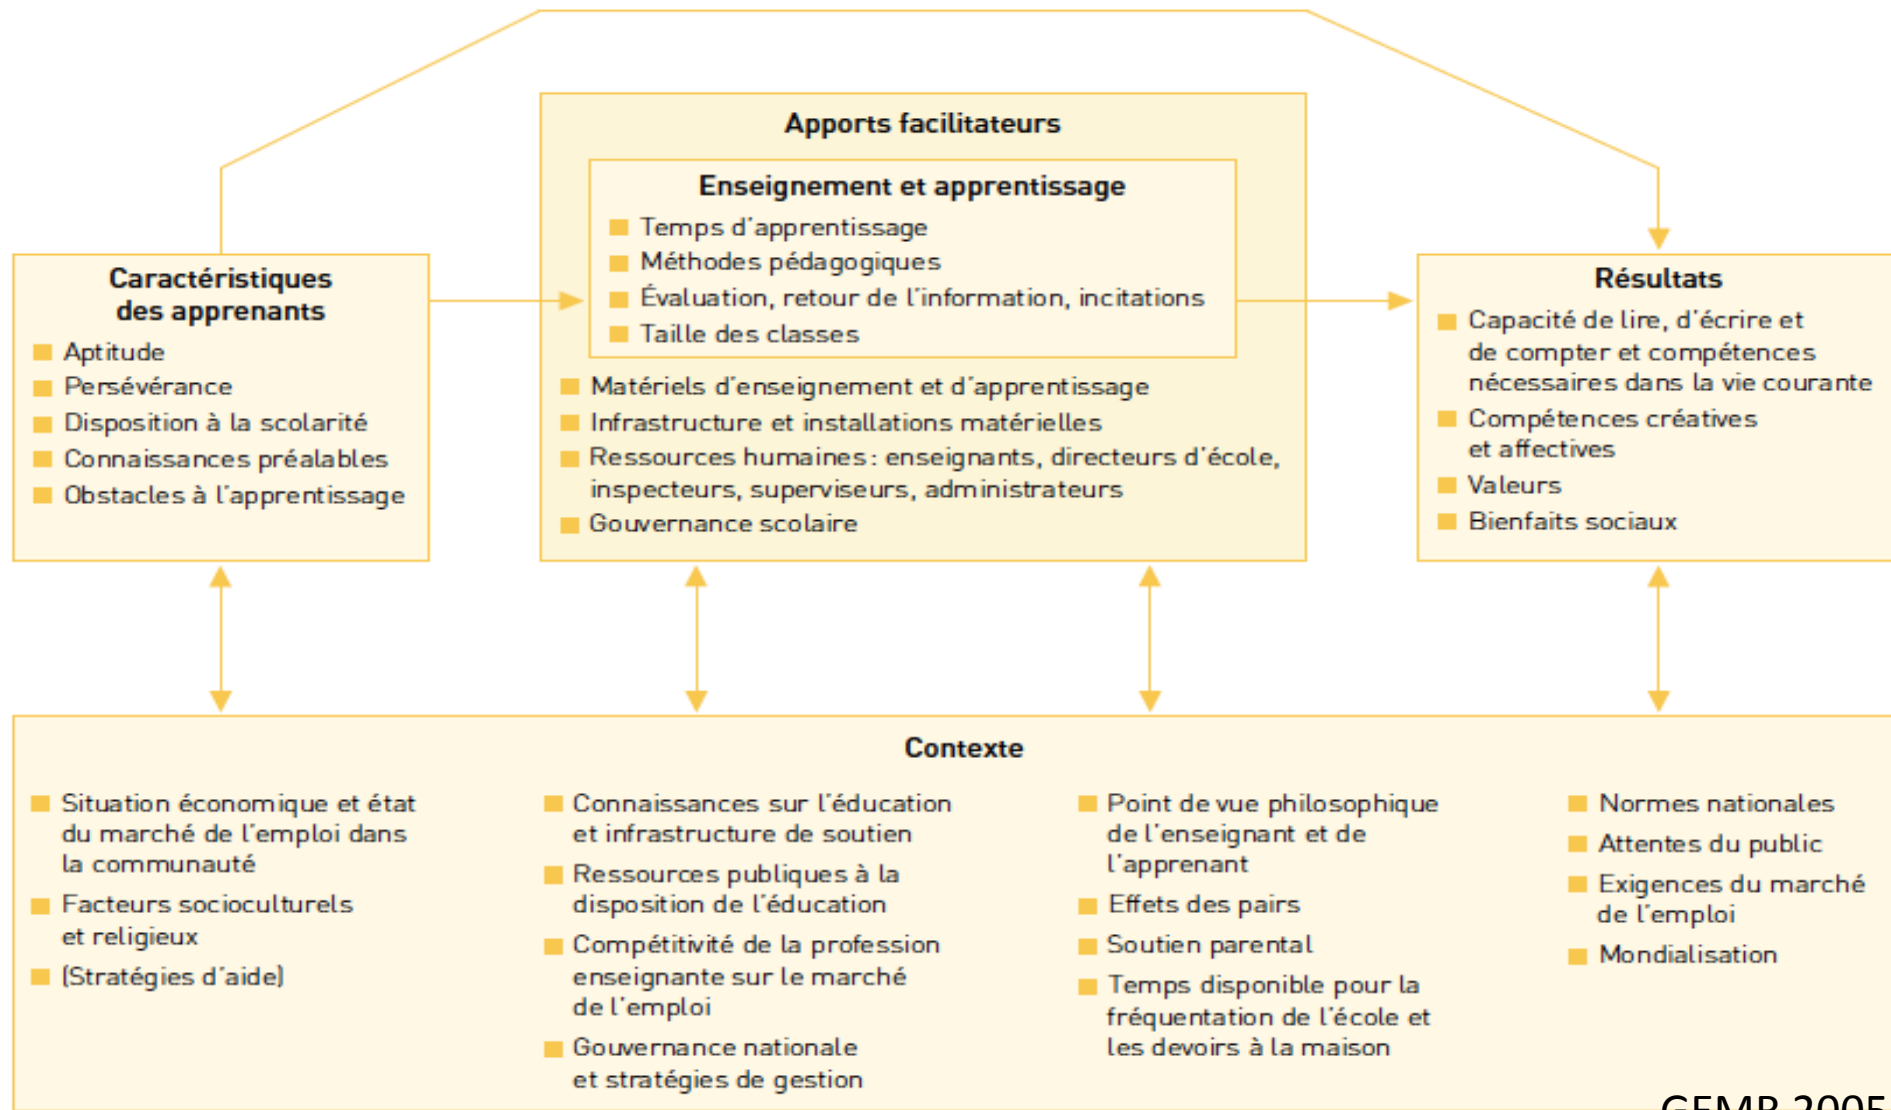 Apports facilitateurs
Enseignement et apprentissage
Temps d'apprentissage
Méthodes pédagogiques
Évaluation, retour de l'information, incitations
Taille des classes
Matériels d'enseignement et d'apprentissage
Infrastructure et installations matérielles
Ressources humaines : enseignants, directeurs d'école,
inspecteurs, superviseurs, administrateurs
Gouvernance scolaire
Caractéristiques
des apprenants
Aptitude
Persévérance
Disposition à la scolarité
Connaissances préalables
Obstacles à l'apprentissage
Résultats
Capacité de lire, d'écrire et
de compter et compétences
nécessaires dans la vie courante
Compétences créatives
et affectives
Valeurs
Bienfaits sociaux
Contexte
Situation économique et état
du marché de l'emploi dans
la communauté
Facteurs socioculturels
et religieux
(Stratégies d'aide)
Connaissances sur l'éducation
et infrastructure de soutien
Ressources publiques à la
disposition de l'éducation
Compétitivité de la profession
enseignante sur le marché
de l'emploi
Gouvernance nationale
et stratégies de gestion
Point de vue philosophique
de l'enseignant et de
l'apprenant
Effets des pairs
Soutien parental
Temps disponible pour la
fréquentation de l'école et
les devoirs à la maison
Normes nationales
Attentes du public
Exigences du marché
de l'emploi
Mondialisation
GEMR 2005